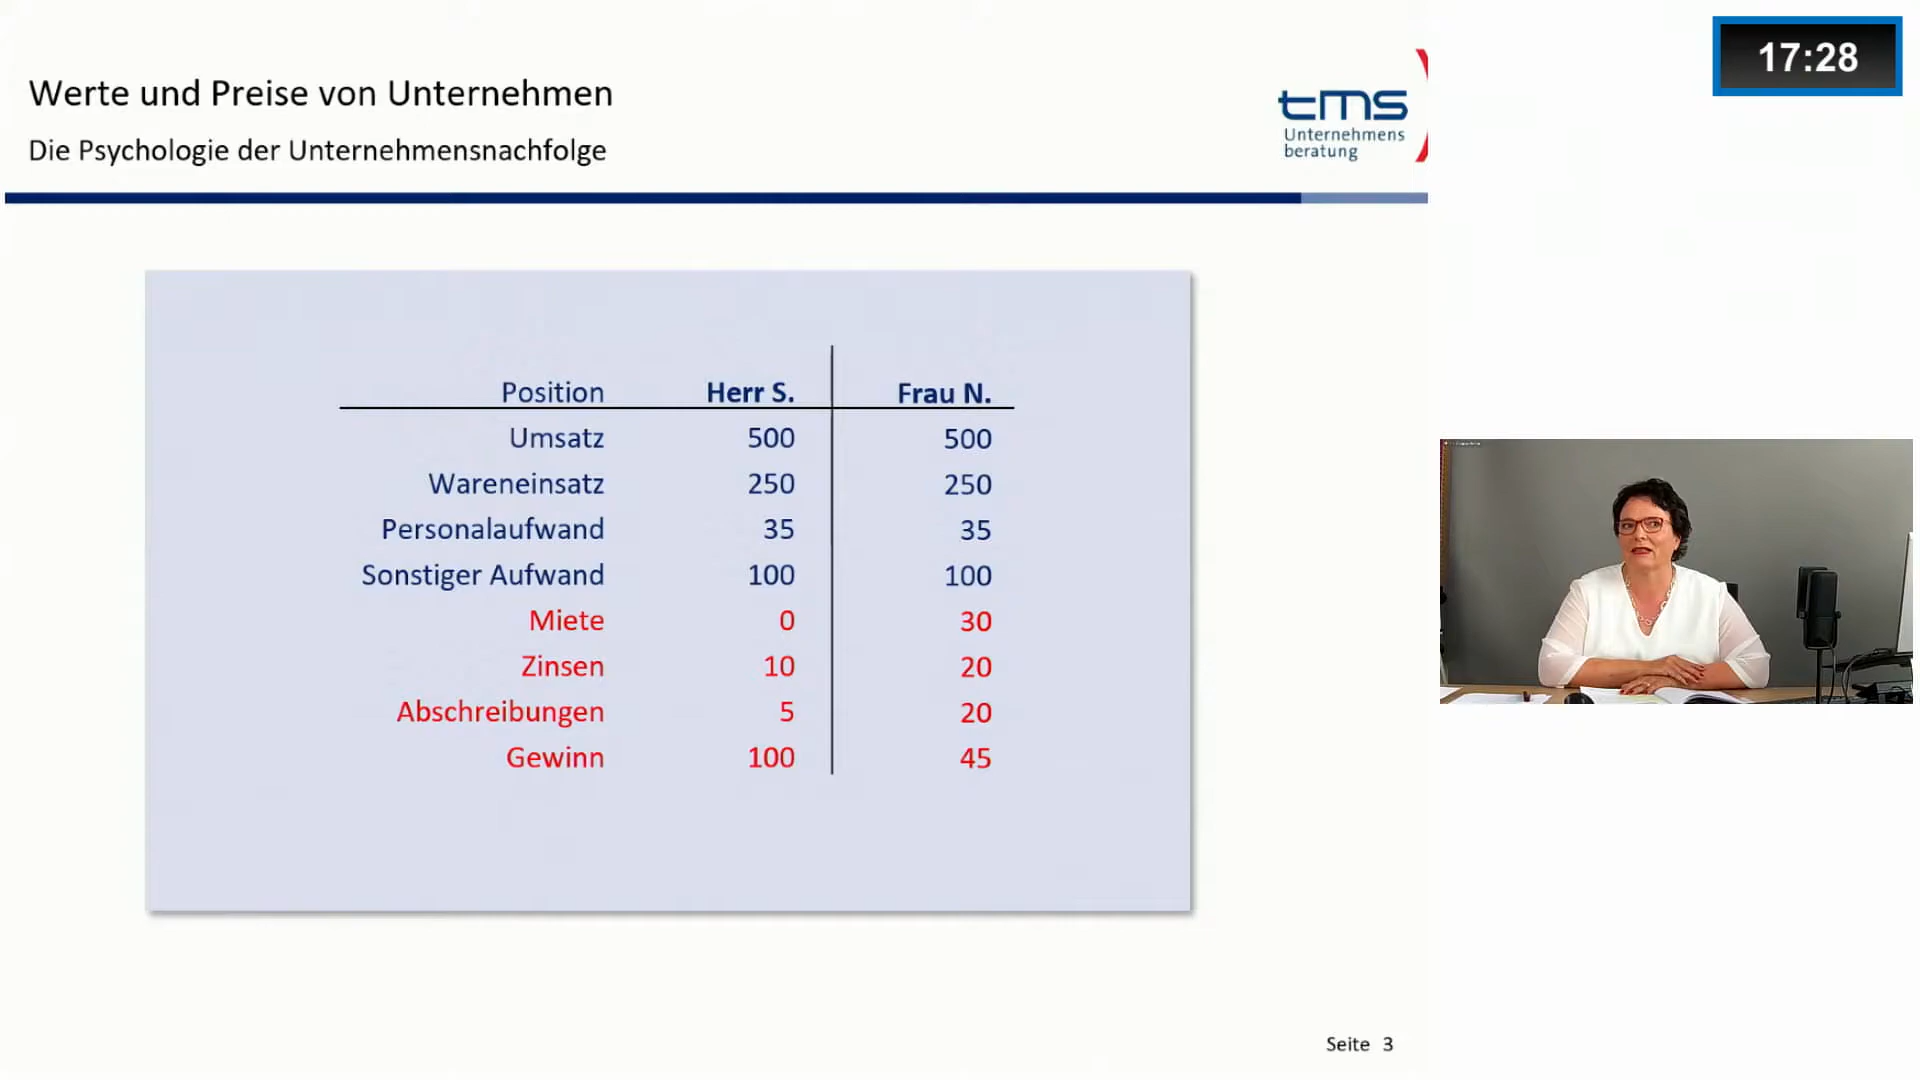 Werte und Preise von Unternehmen
Die Psychologie der Unternehmensnachfolge
tms
Unternehmens
beratung
17:28
Position Herr S. Frau N.
Umsatz 500 500
Wareneinsatz 250 250
Personalaufwand 35 35
Sonstiger Aufwand 100 100
Miete 0 30
Zinsen 10 20
Abschreibungen 5 20
Gewinn 100 45
Seite 3